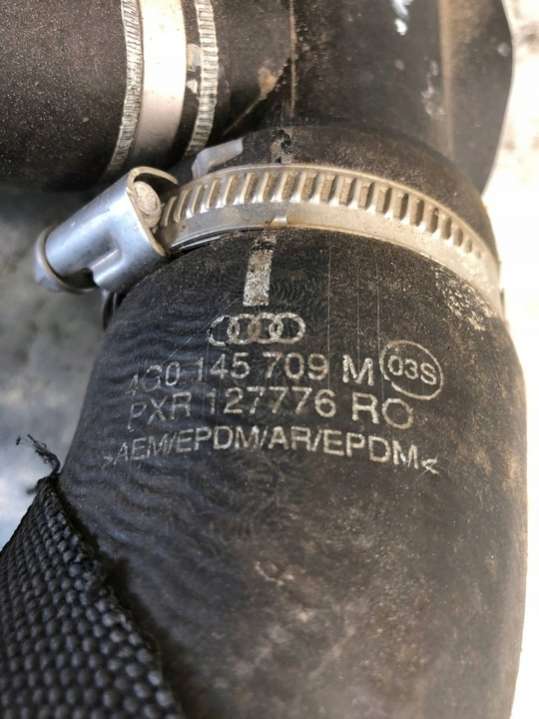 4G0 145 709 M 03S
PXR 127776 RO
>AEM/EPDM/AR/EPDM<